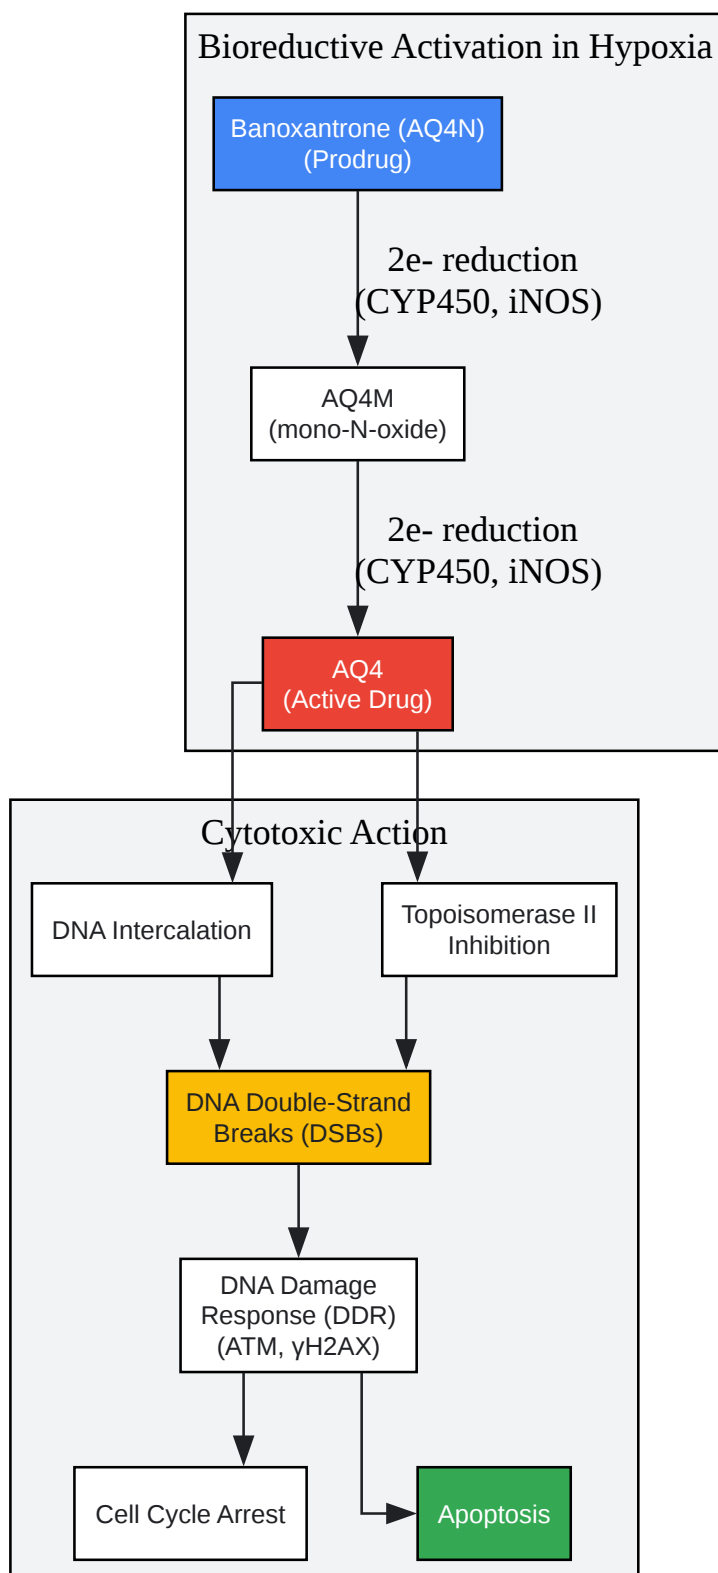 Bioreductive Activation in Hypoxia
Banoxantrone (AQ4N)
(Prodrug)
2e- reduction
(CYP450, iNOS)
AQ4M
(mono-N-oxide)
2e- reduction
(CYP450, iNOS)
AQ4
(Active Drug)
Cytotoxic Action
DNA Intercalation
Topoisomerase II
Inhibition
DNA Double-Strand
Breaks (DSBs)
DNA Damage
Response (DDR)
(ATM, γH2AX)
Cell Cycle Arrest
Apoptosis